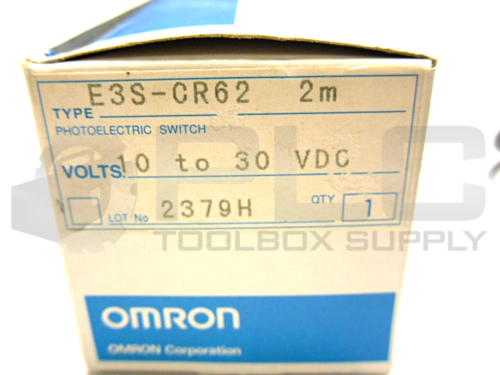 E3S-CR62 2m
TYPE
PHOTOELECTRIC SWITCH
VOLTS. 10 to 30 VDC
LOT No 2379H QTY 1
PLC
TOOLBOX SUPPLY
OMRON
OMRON Corporation